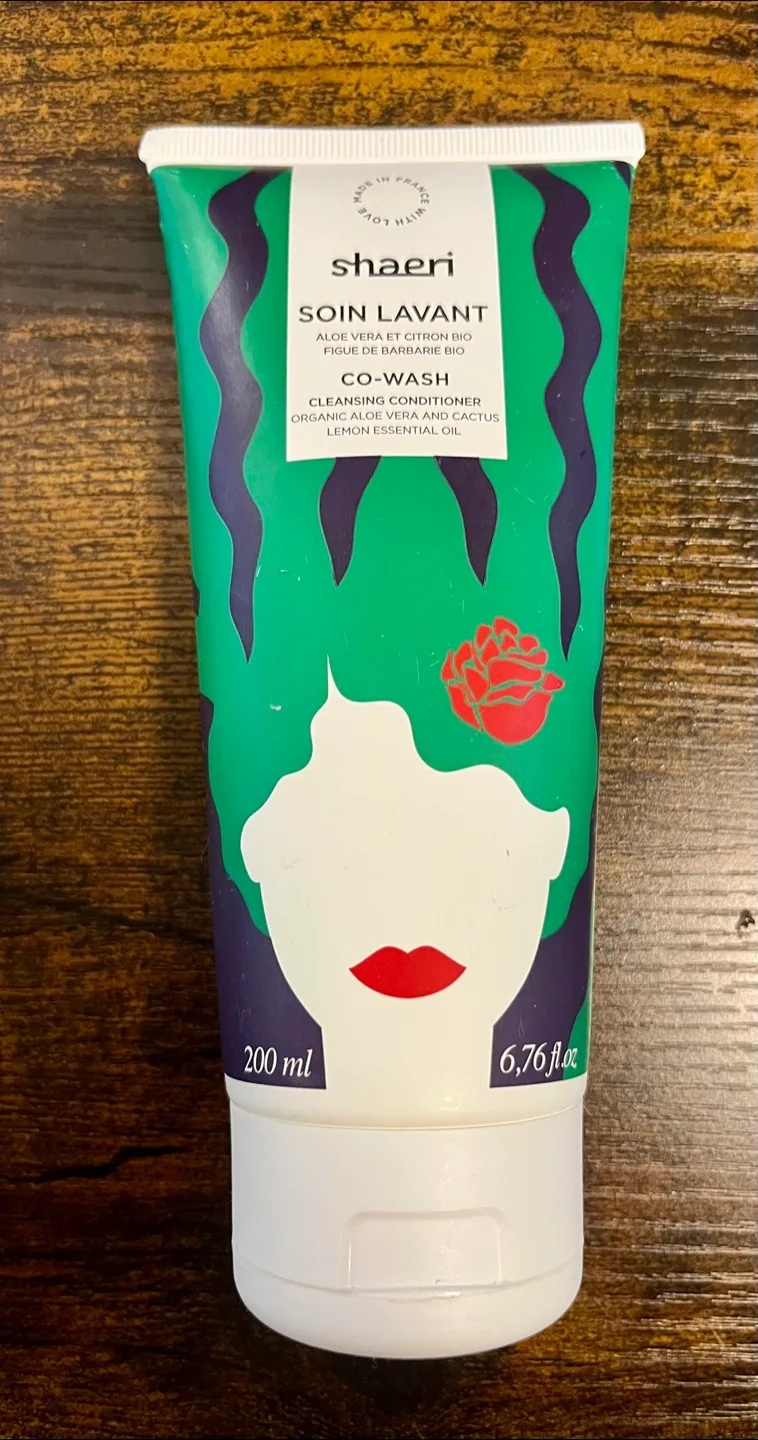 MADE IN FRANCE WITH LOVE
shaeri
SOIN LAVANT
ALOE VERA ET CITRON BIO
FIGUE DE BARBARIE BIO
CO-WASH
CLEANSING CONDITIONER
ORGANIC ALOE VERA AND CACTUS
LEMON ESSENTIAL OIL
200 ml
6,76 fl.oz